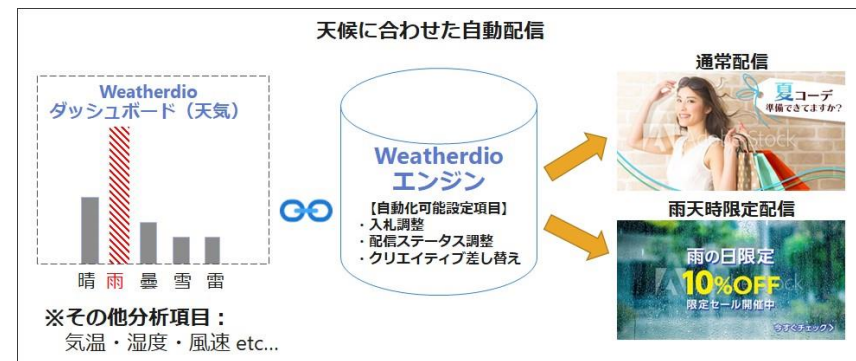 天候に合わせた自動配信
Weatherdio
ダッシュボード（天気）
晴 雨 曇 雪 雷
※その他分析項目：
気温・湿度・風速 etc...
Weatherdio
エンジン
【自動化可能設定項目】
・入札調整
・配信ステータス調整
・クリエイティブ差し替え
通常配信
夏コーデ
準備できてますか?
Adobe Stock
雨天時限定配信
雨の日限定
10%OFF
限定セール開催中
今すぐチェック>